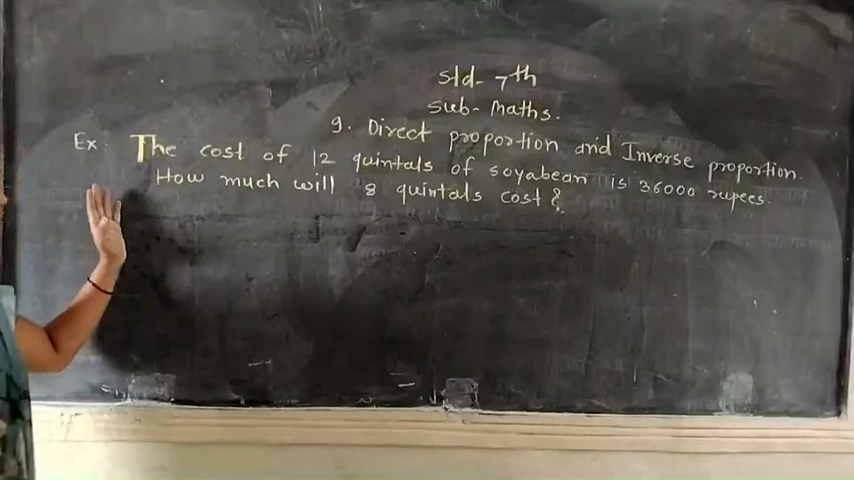 Std- 7th
Sub- Maths.
9. Direct proportion and Inverse proportion.
Ex. The cost of 12 quintals of soyabean is 36000 rupees.
How much will 8 quintals cost?